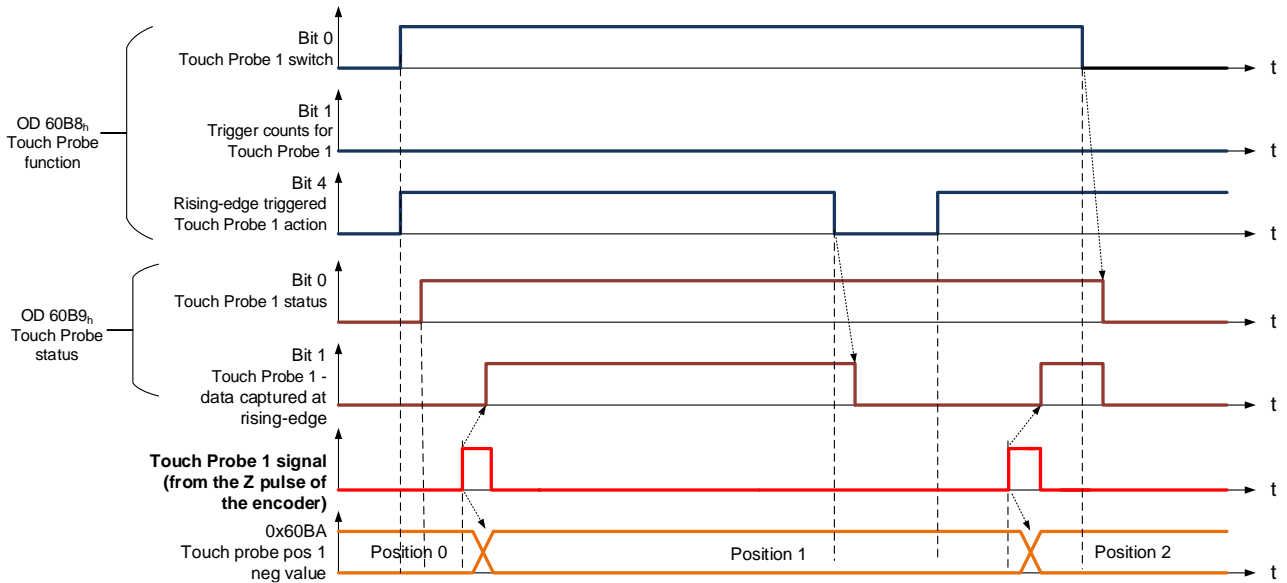 Bit 0
Touch Probe 1 switch
t
Bit 1
Trigger counts for
Touch Probe 1
t
OD 60B8h
Touch Probe
function
Bit 4
Rising-edge triggered
Touch Probe 1 action
t
Bit 0
Touch Probe 1 status
t
OD 60B9h
Touch Probe
status
Bit 1
Touch Probe 1 -
data captured at
rising-edge
t
Touch Probe 1 signal
(from the Z pulse of
the encoder)
t
0x60BA
Touch probe pos 1
neg value
Position 0
Position 1
Position 2
t